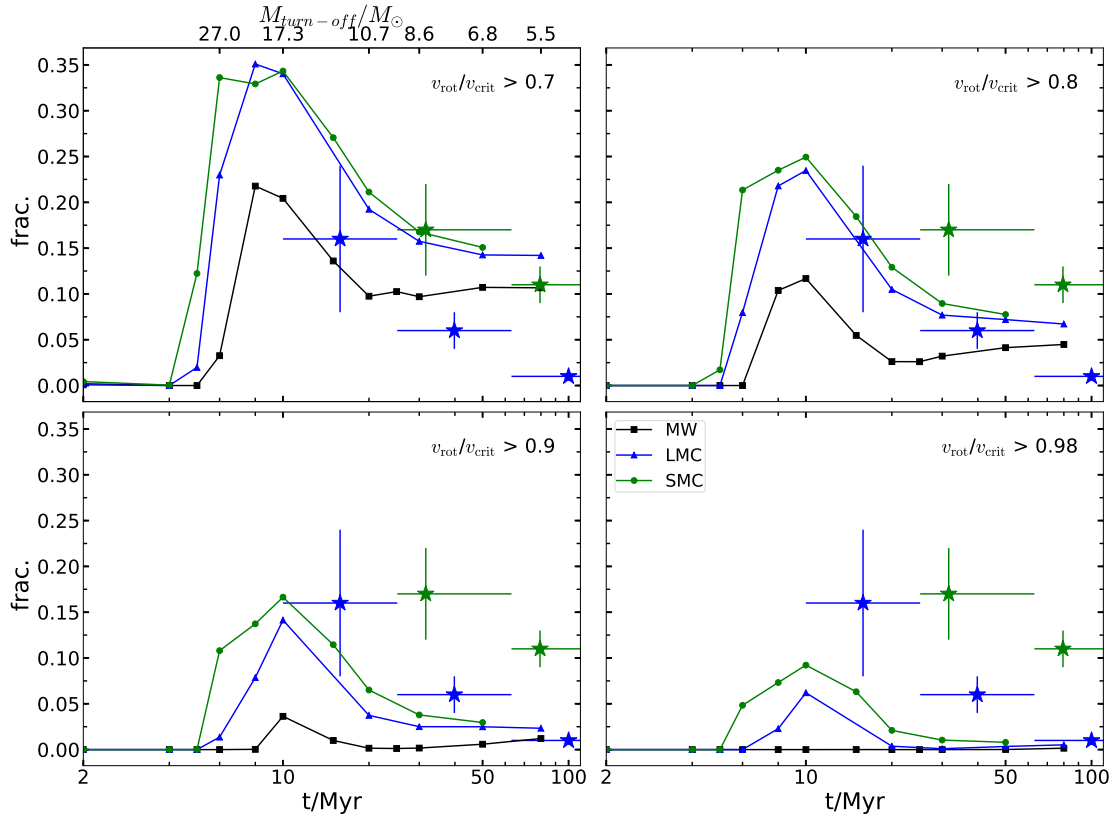 M_{turn-off}/M_☉
27.0 17.3 10.7 8.6 6.8 5.5
v_rot/v_crit > 0.7
v_rot/v_crit > 0.8
0.35
0.30
0.25
0.20
0.15
0.10
0.05
0.00
frac.
v_rot/v_crit > 0.9
v_rot/v_crit > 0.98
MW
LMC
SMC
0.35
0.30
0.25
0.20
0.15
0.10
0.05
0.00
frac.
2 10 50 100
2 10 50 100
t/Myr
t/Myr